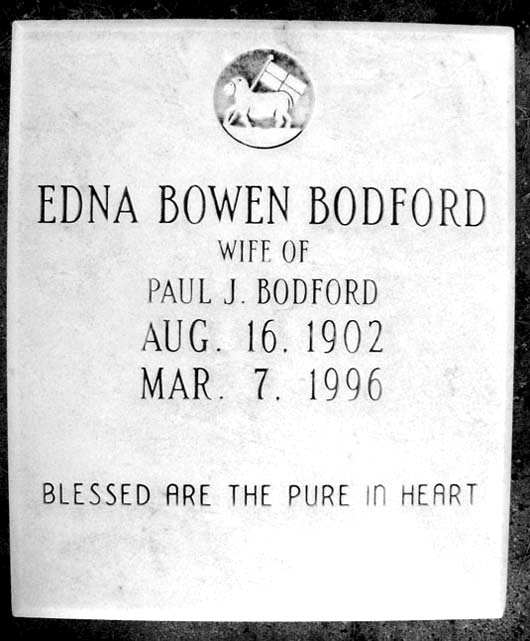 EDNA BOWEN BODFORD
WIFE OF
PAUL J. BODFORD
AUG. 16. 1902
MAR. 7. 1996
BLESSED ARE THE PURE IN HEART